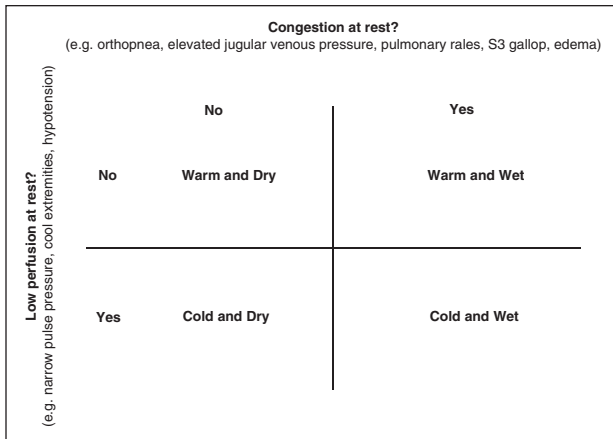 Congestion at rest?
(e.g. orthopnea, elevated jugular venous pressure, pulmonary rales, S3 gallop, edema)
Low perfusion at rest?
(e.g. narrow pulse pressure, cool extremities, hypotension)
No Yes
No Warm and Dry Warm and Wet
Yes Cold and Dry Cold and Wet